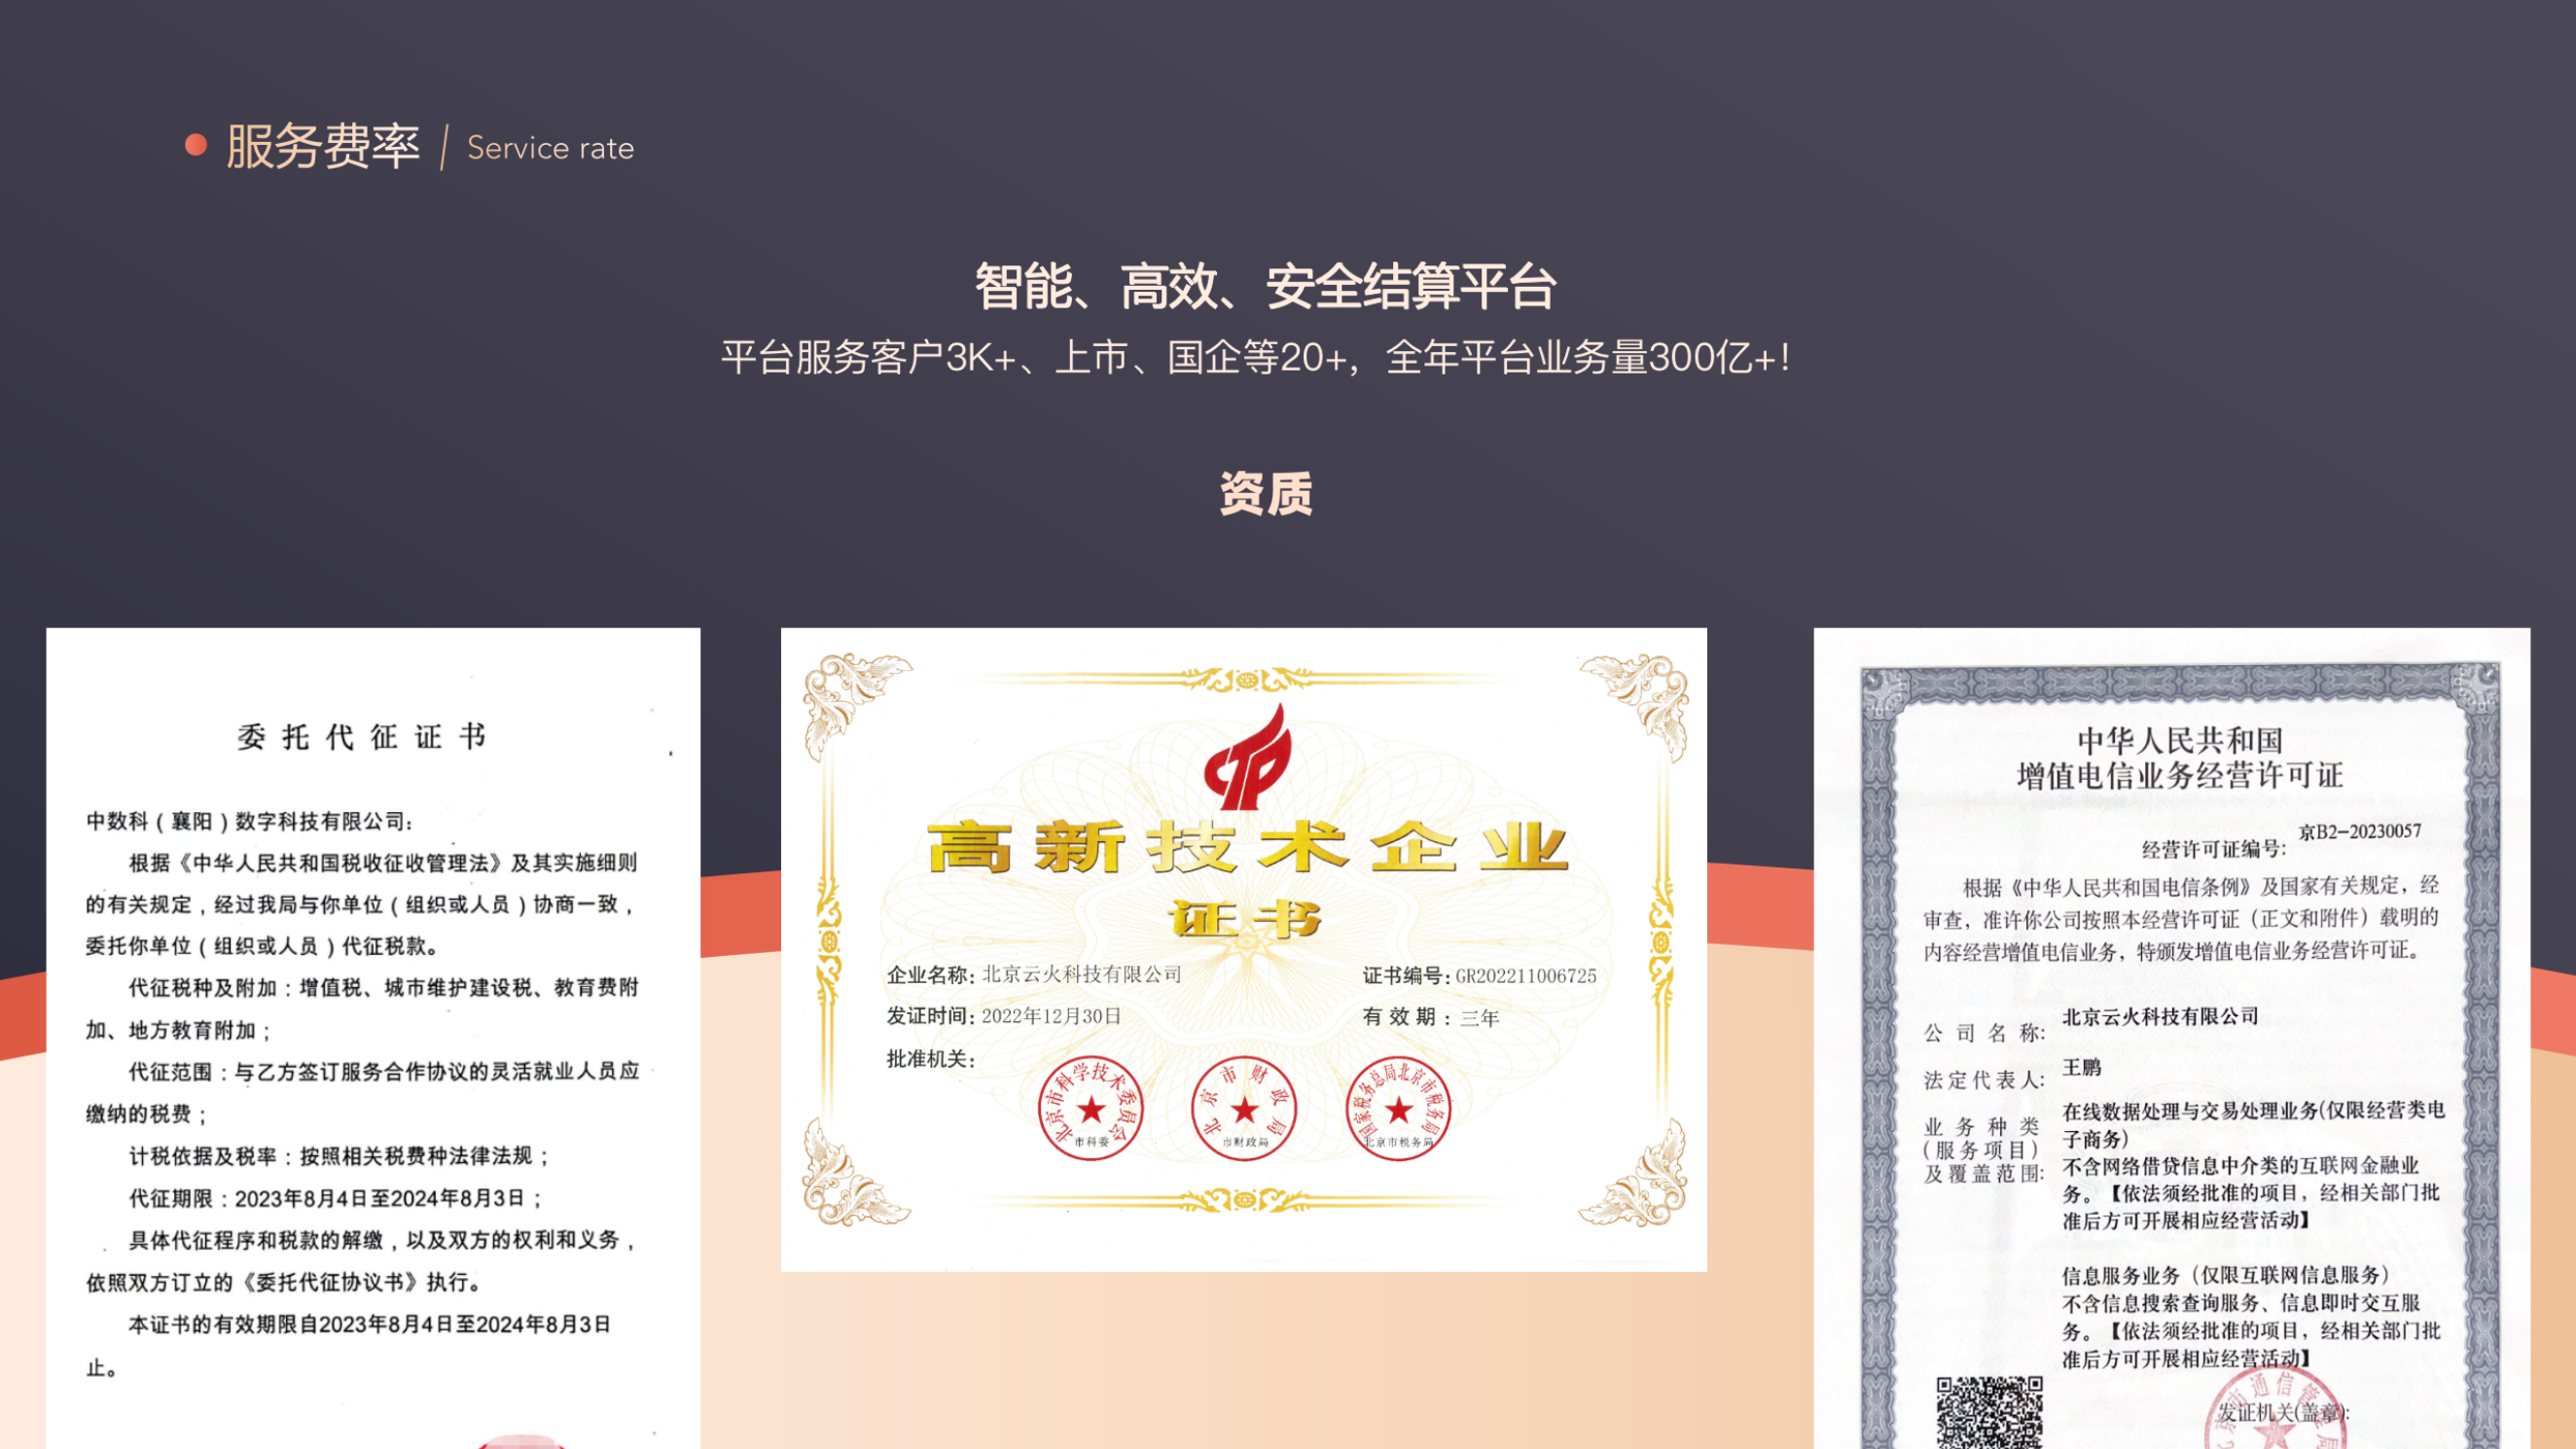 服务费率 / Service rate
智能、高效、安全结算平台
平台服务客户3K+、上市、国企等20+，全年平台业务量300亿+！
资质
委托代征证书
中数科（襄阳）数字科技有限公司：
根据《中华人民共和国税收征收管理法》及其实施细则
的有关规定，经过我局与你单位（组织或人员）协商一致，
委托你单位（组织或人员）代征税款。
代征税种及附加：增值税、城市维护建设税、教育费附
加、地方教育附加；
代征范围：与乙方签订服务合作协议的灵活就业人员应
缴纳的税费；
计税依据及税率：按照相关税费种法律法规；
代征期限：2023年8月4日至2024年8月3日；
具体代征程序和税款的解缴，以及双方的权利和义务，
依照双方订立的《委托代征协议书》执行。
本证书的有效期限自2023年8月4日至2024年8月3日
止。
高新技术企业
证书
企业名称：北京云火科技有限公司
证书编号：GR202211006725
发证时间：2022年12月30日
有效期：三年
批准机关：
北京市科学技术委员会
市科委
北京市财政局
市财政局
国家税务总局北京市税务局
北京市税务局
中华人民共和国
增值电信业务经营许可证
经营许可证编号：京B2-20230057
根据《中华人民共和国电信条例》及国家有关规定，经
审查，准许你公司按照本经营许可证（正文和附件）载明的
内容经营增值电信业务，特颁发增值电信业务经营许可证。
公司名称：北京云火科技有限公司
法定代表人：王鹏
业务种类
（服务项目）
及覆盖范围：
在线数据处理与交易处理业务(仅限经营类电
子商务)
不含网络借贷信息中介类的互联网金融业
务。【依法须经批准的项目，经相关部门批
准后方可开展相应经营活动】
信息服务业务（仅限互联网信息服务）
不含信息搜索查询服务、信息即时交互服
务。【依法须经批准的项目，经相关部门批
准后方可开展相应经营活动】
发证机关(盖章)：